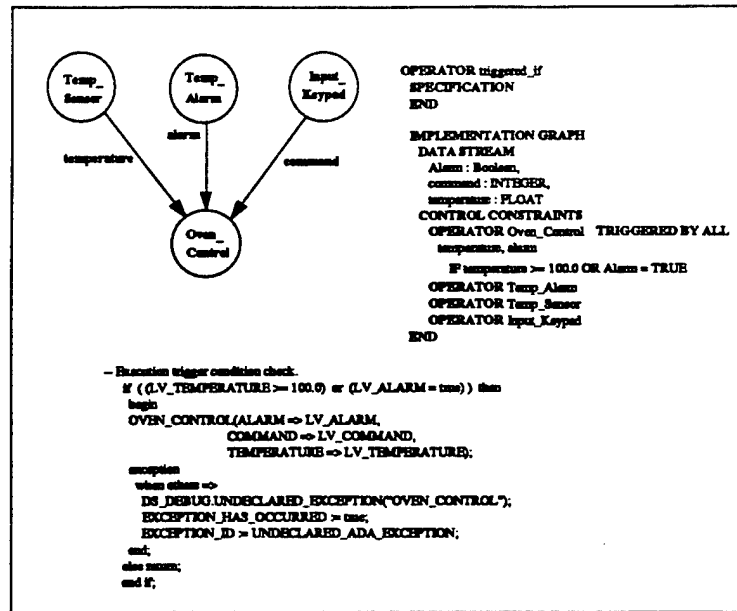 Temp_
Sensor
Temp_
Alarm
Input_
Keypad
alarm
temperature
command
Oven_
Control
OPERATOR triggered_if
SPECIFICATION
END
IMPLEMENTATION GRAPH
DATA STREAM
Alarm : Boolean,
command : INTEGER,
temperature : FLOAT
CONTROL CONSTRAINTS
OPERATOR Oven_Control TRIGGERED BY ALL
temperature, alarm
IF temperature >= 100.0 OR Alarm = TRUE
OPERATOR Temp_Alarm
OPERATOR Temp_Sensor
OPERATOR Input_Keypad
END
-- Execution trigger condition check.
if ( (LV_TEMPERATURE >= 100.0) or (LV_ALARM = true) ) then
begin
OVEN_CONTROL(ALARM => LV_ALARM,
COMMAND => LV_COMMAND,
TEMPERATURE => LV_TEMPERATURE);
exception
when others =>
DS_DEBUG.UNDECLARED_EXCEPTION("OVEN_CONTROL");
EXCEPTION_HAS_OCCURRED := true;
EXCEPTION_ID := UNDECLARED_ADA_EXCEPTION;
end;
else return;
end if;